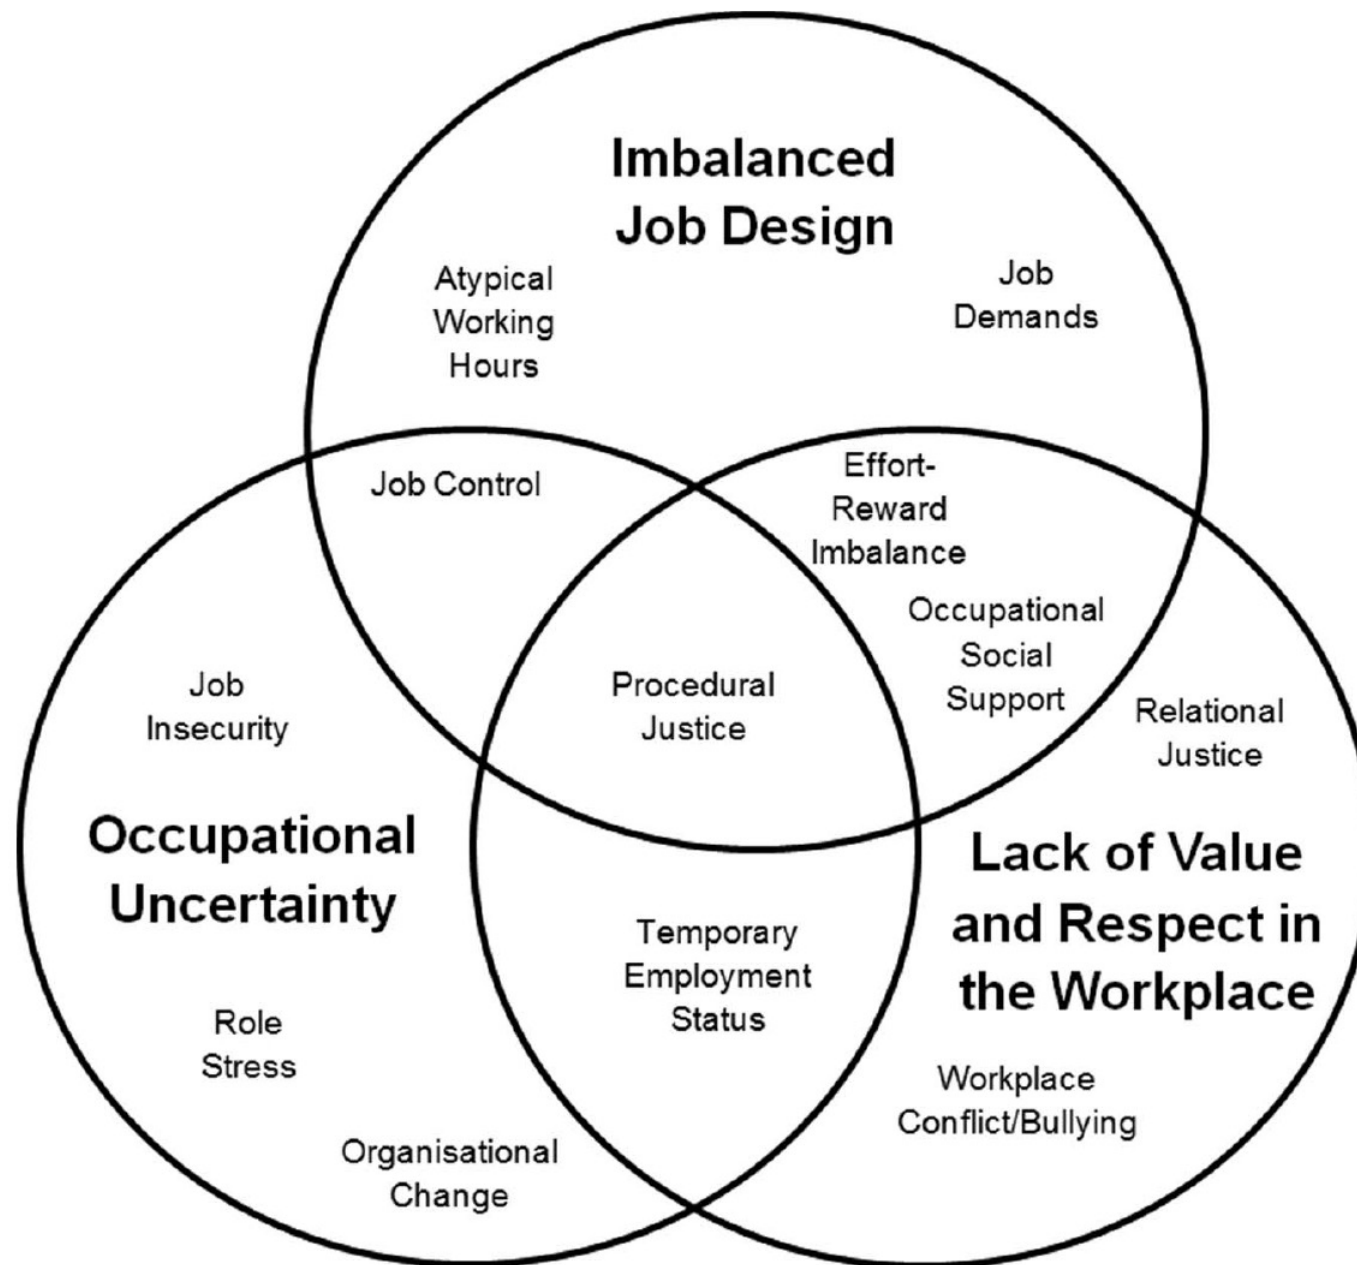 Imbalanced
Job Design
Atypical
Working
Hours
Job
Demands
Job Control
Effort-
Reward
Imbalance
Occupational
Social
Support
Job
Insecurity
Procedural
Justice
Relational
Justice
Occupational
Uncertainty
Lack of Value
and Respect in
the Workplace
Temporary
Employment
Status
Role
Stress
Workplace
Conflict/Bullying
Organisational
Change